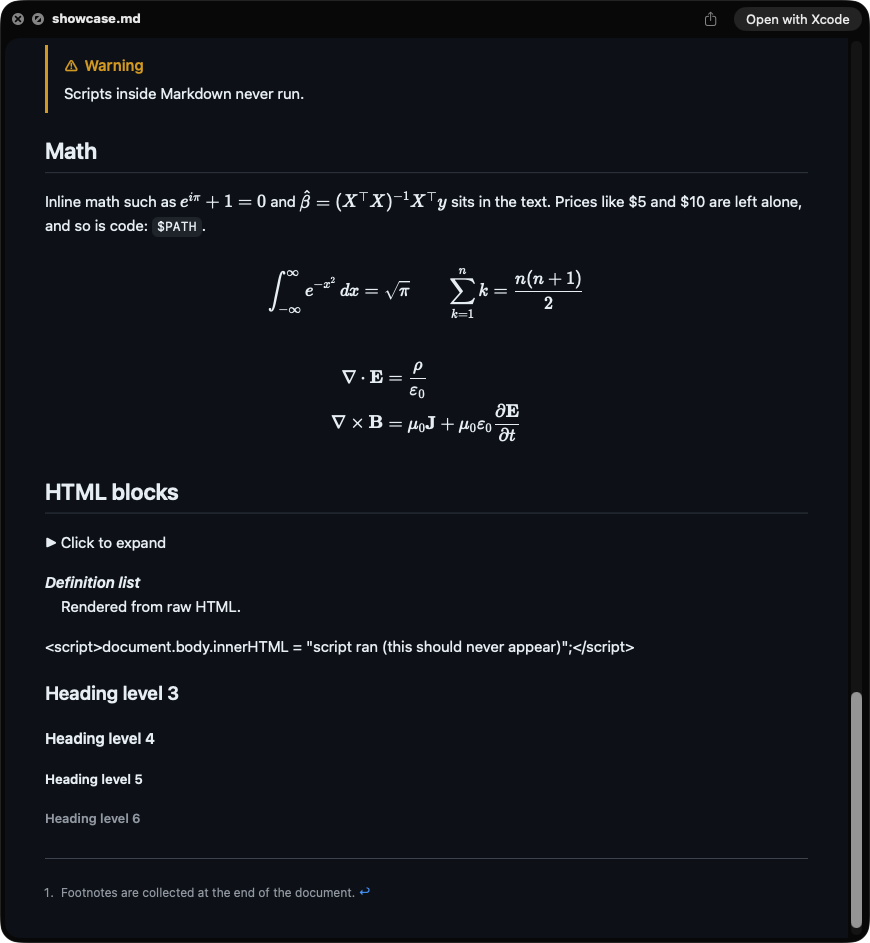 showcase.md
Open with Xcode
Warning
Scripts inside Markdown never run.
Math
Inline math such as e^{iπ} + 1 = 0 and β̂ = (X^⊤X)^{−1}X^⊤y sits in the text. Prices like $5 and $10 are left alone,
and so is code: $PATH.
∫_{−∞}^{∞} e^{−x²} dx = √π    ∑_{k=1}^{n} k = n(n + 1)/2
∇ · E = ρ/ε₀
∇ × B = μ₀J + μ₀ε₀ ∂E/∂t
HTML blocks
▶ Click to expand
Definition list
Rendered from raw HTML.
<script>document.body.innerHTML = "script ran (this should never appear)";</script>
Heading level 3
Heading level 4
Heading level 5
Heading level 6
1. Footnotes are collected at the end of the document. ↩